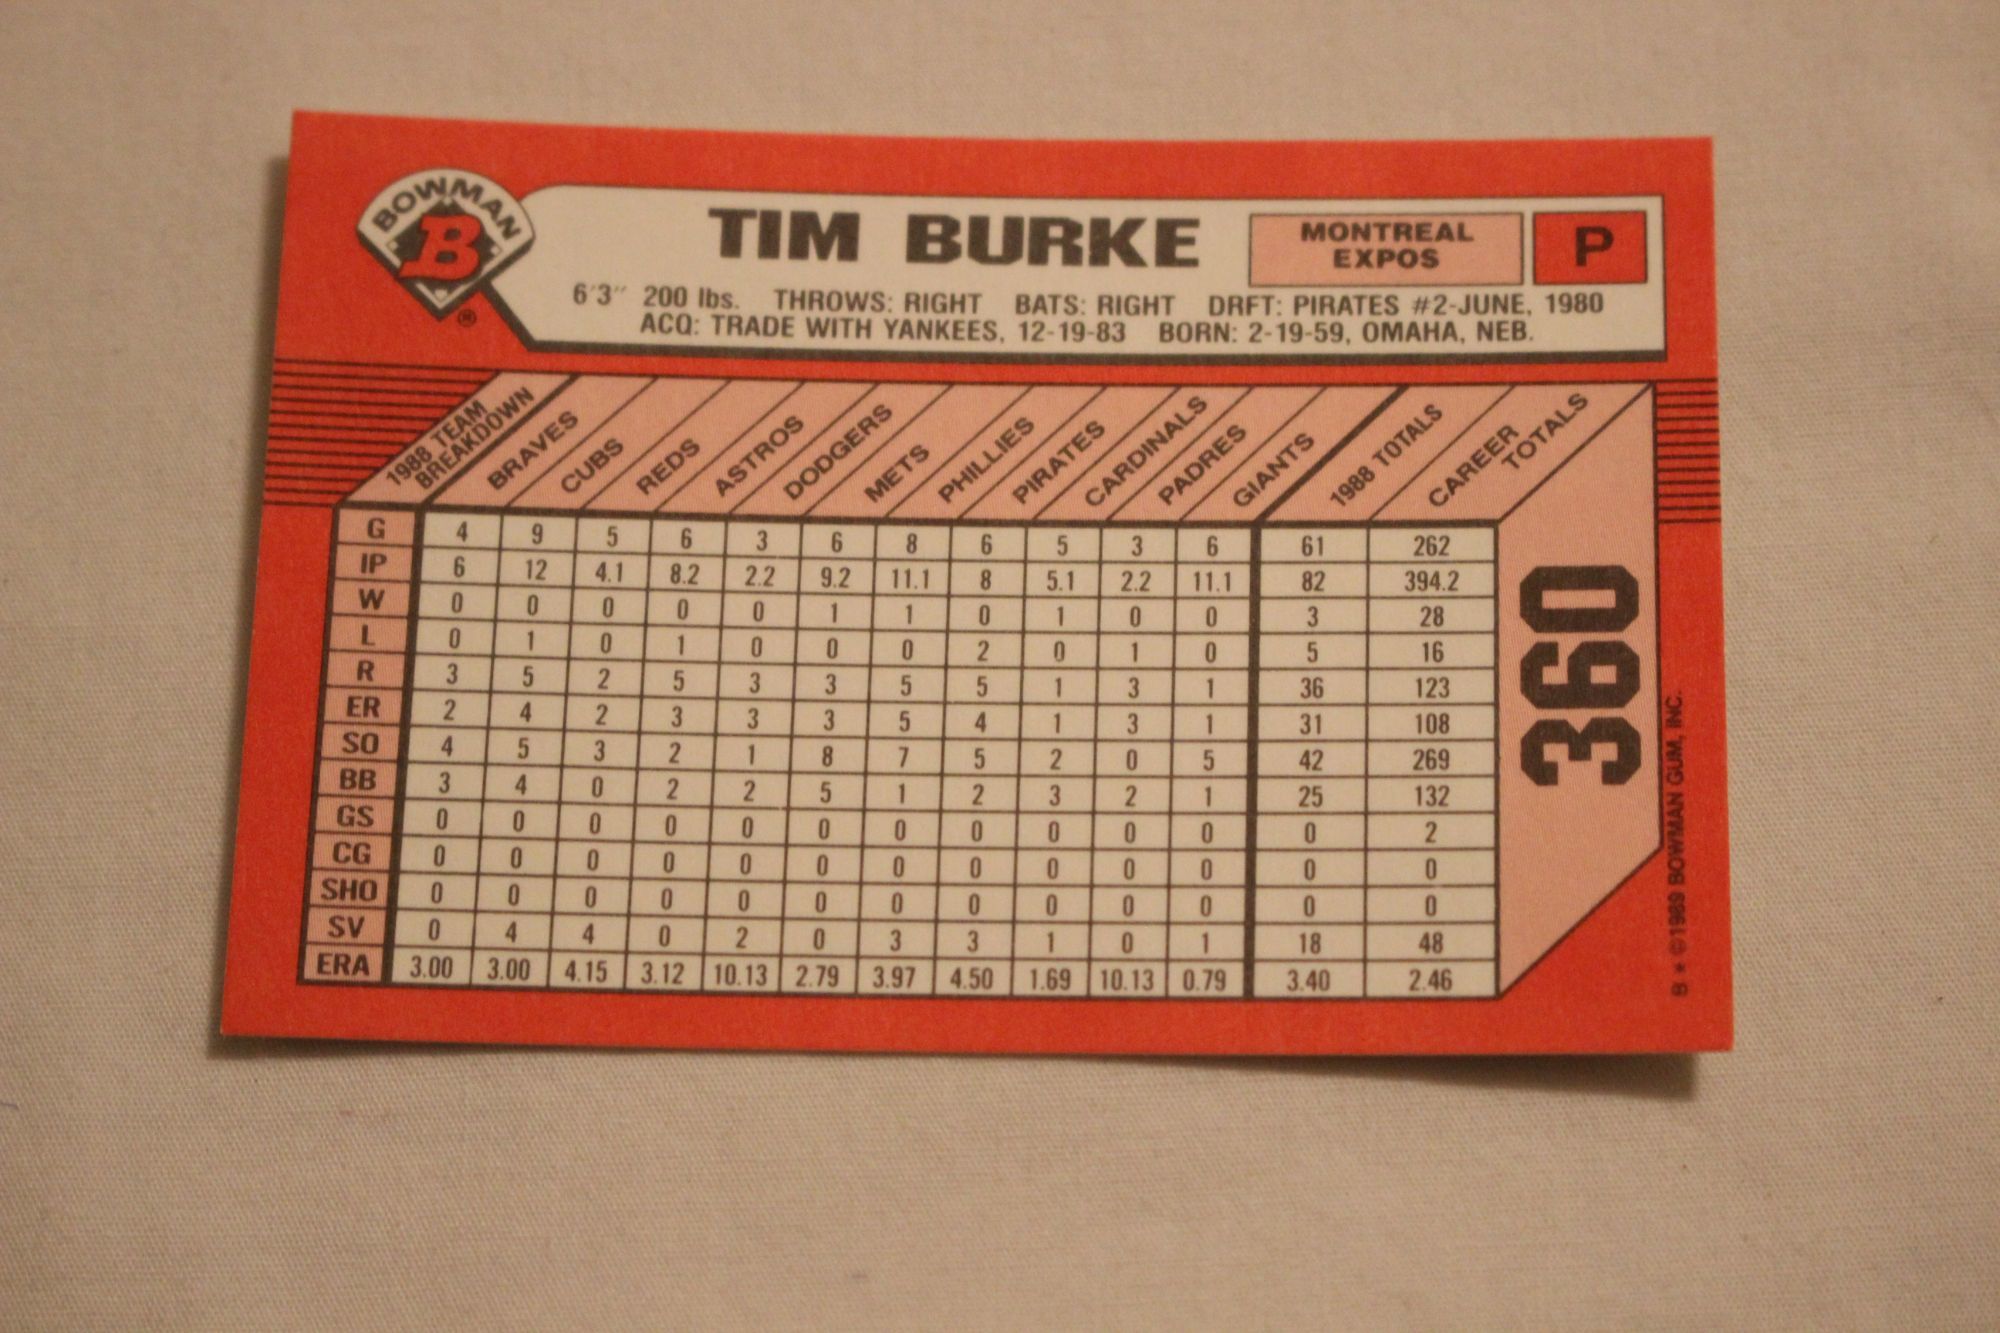 BOWMAN
B
®
TIM BURKE
MONTREAL
EXPOS
P
6'3" 200 lbs. THROWS: RIGHT BATS: RIGHT DRFT: PIRATES #2-JUNE, 1980
ACQ: TRADE WITH YANKEES, 12-19-83 BORN: 2-19-59, OMAHA, NEB.
1988 TEAM BREAKDOWN BRAVES CUBS REDS ASTROS DODGERS METS PHILLIES PIRATES CARDINALS PADRES GIANTS 1988 TOTALS CAREER TOTALS
G 4 9 5 6 3 6 8 6 5 3 6 61 262
IP 6 12 4.1 8.2 2.2 9.2 11.1 8 5.1 2.2 11.1 82 394.2
W 0 0 0 0 0 1 1 0 1 0 0 3 28
L 0 1 0 1 0 0 0 2 0 1 0 5 16
R 3 5 2 5 3 3 5 5 1 3 1 36 123
ER 2 4 2 3 3 3 5 4 1 3 1 31 108
SO 4 5 3 2 1 8 7 5 2 0 5 42 269
BB 3 4 0 2 2 5 1 2 3 2 1 25 132
GS 0 0 0 0 0 0 0 0 0 0 0 0 2
CG 0 0 0 0 0 0 0 0 0 0 0 0 0
SHO 0 0 0 0 0 0 0 0 0 0 0 0 0
SV 0 4 4 0 2 0 3 3 1 0 1 18 48
ERA 3.00 3.00 4.15 3.12 10.13 2.79 3.97 4.50 1.69 10.13 0.79 3.40 2.46
360
B * ©1989 BOWMAN GUM, INC.